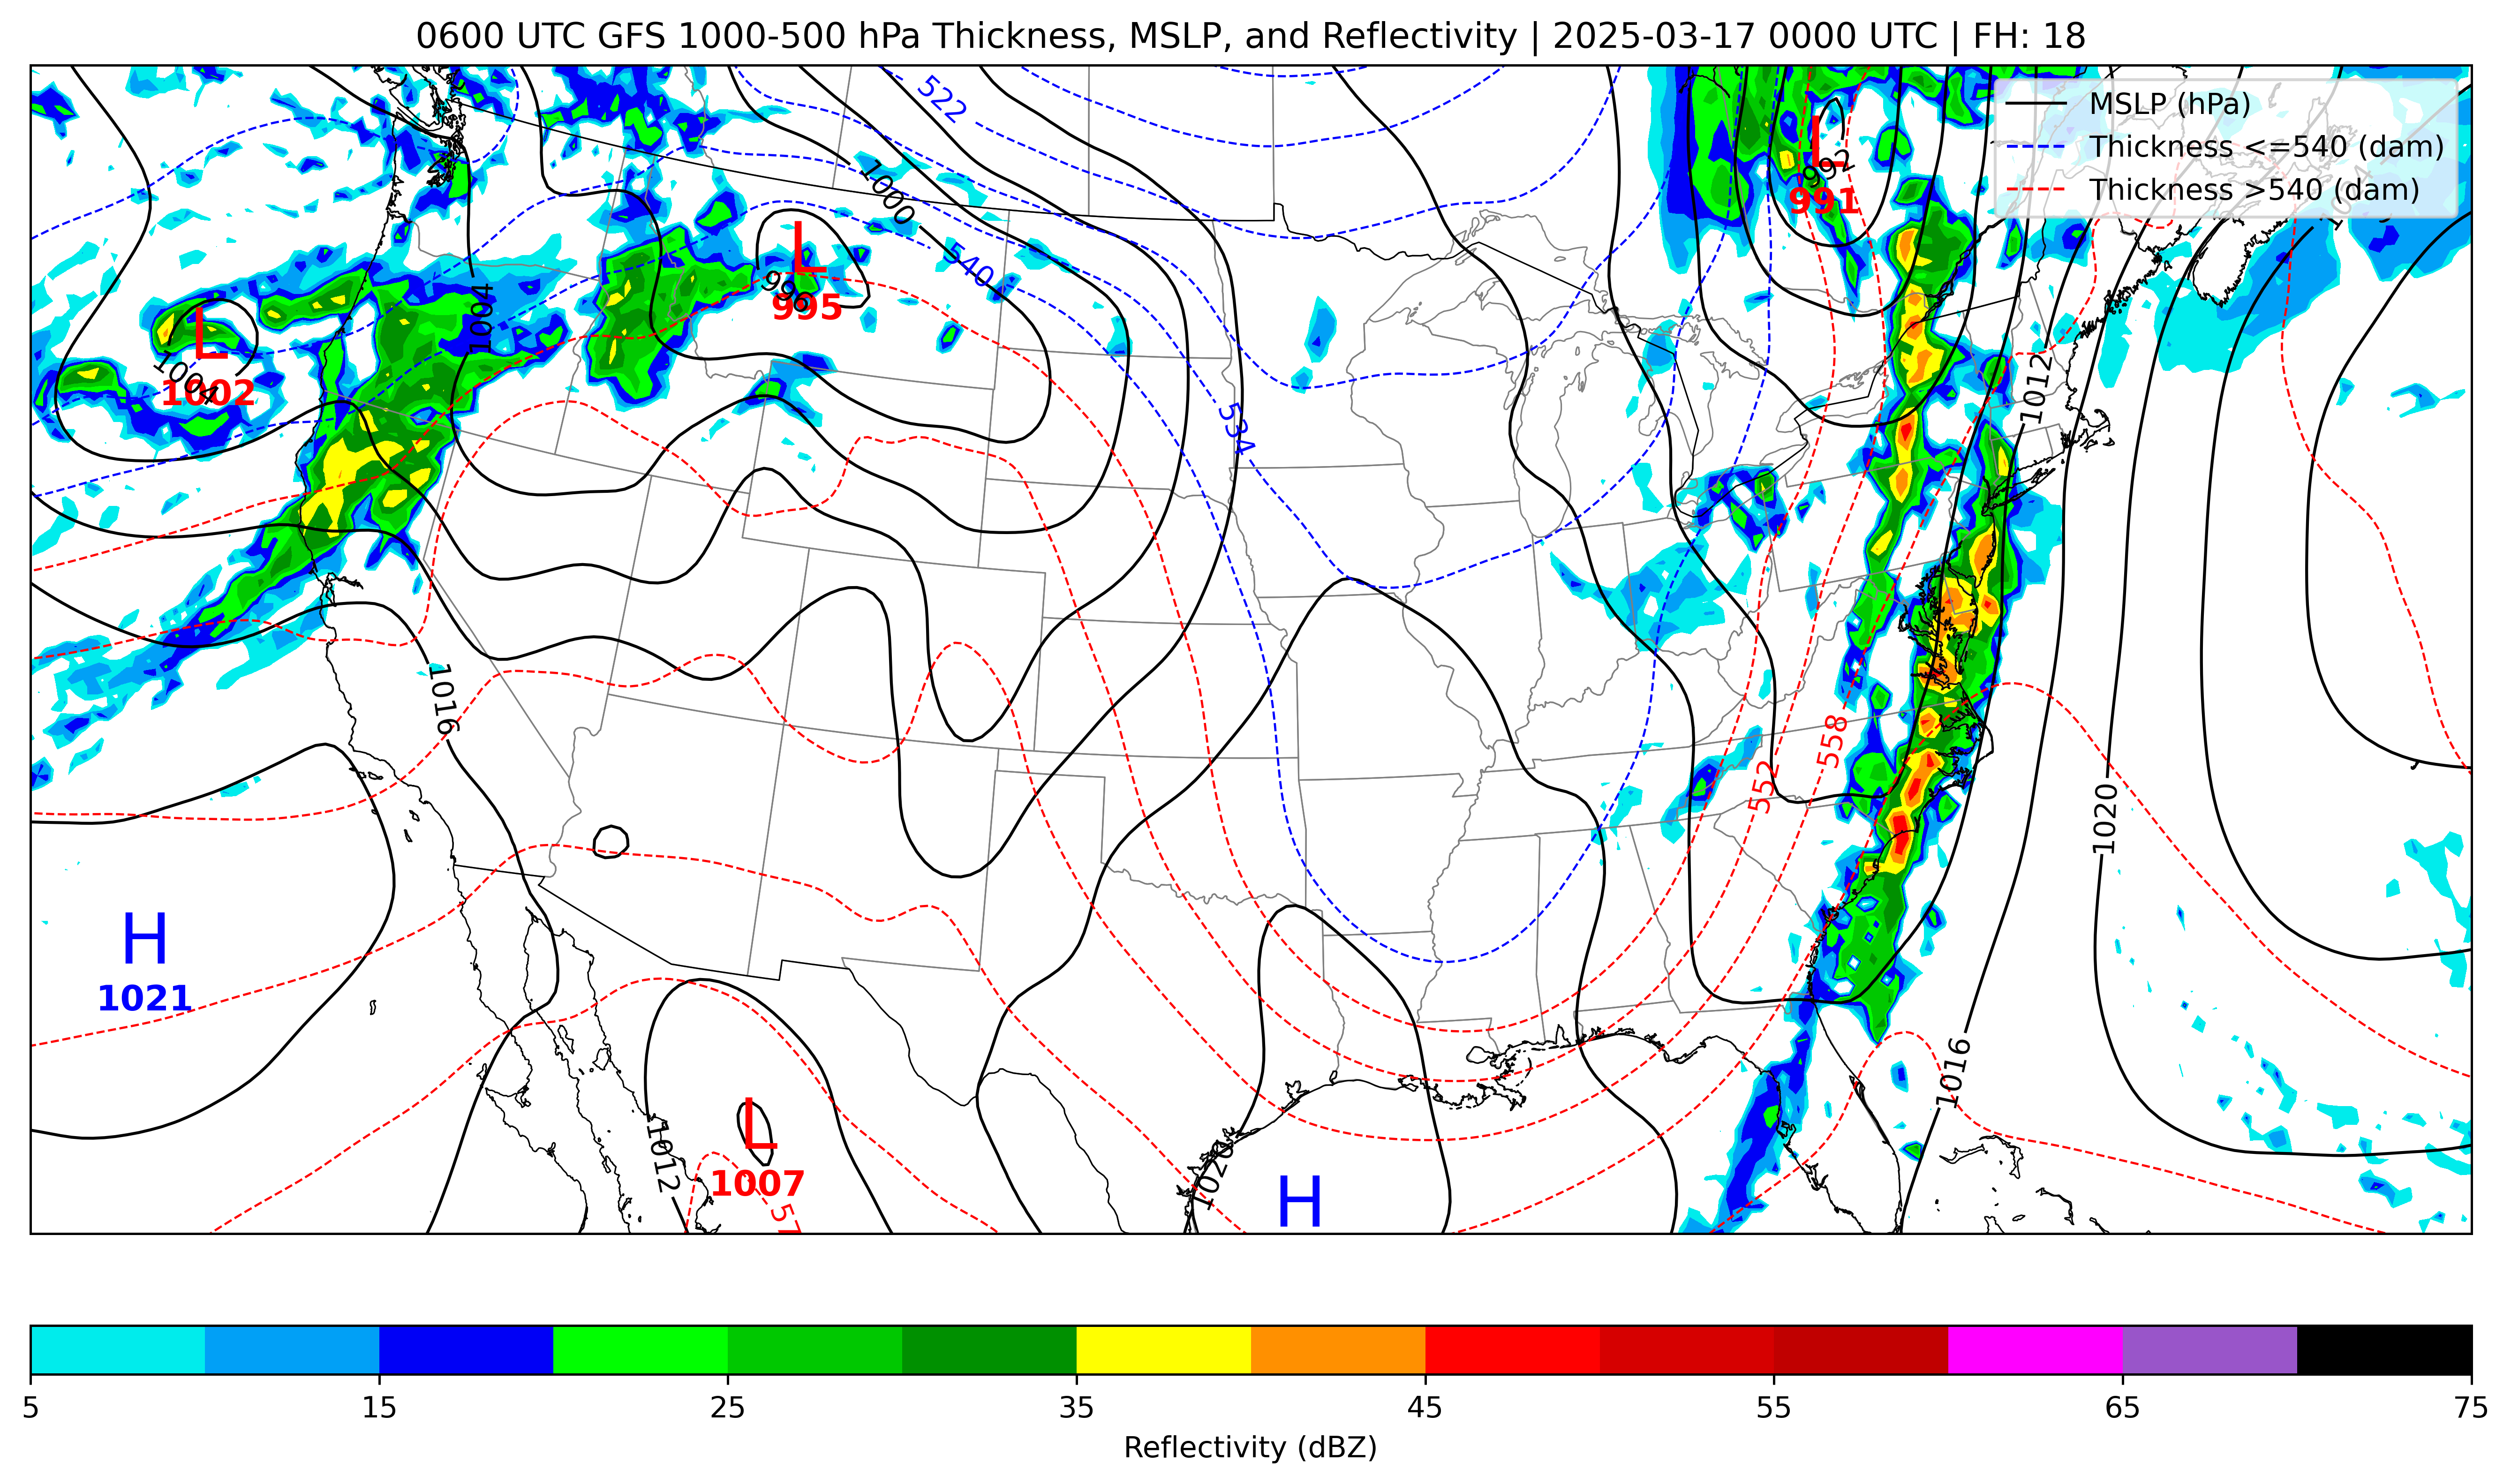 0600 UTC GFS 1000-500 hPa Thickness, MSLP, and Reflectivity | 2025-03-17 0000 UTC | FH: 18
MSLP (hPa)
Thickness <=540 (dam)
Thickness >540 (dam)
522
1000
992
L
991
L
995
540
1004
L
1004
1002
1012
534
1016
558
552
1020
H
1021
1016
L
1007
1012
1020
H
5 15 25 35 45 55 65 75
Reflectivity (dBZ)